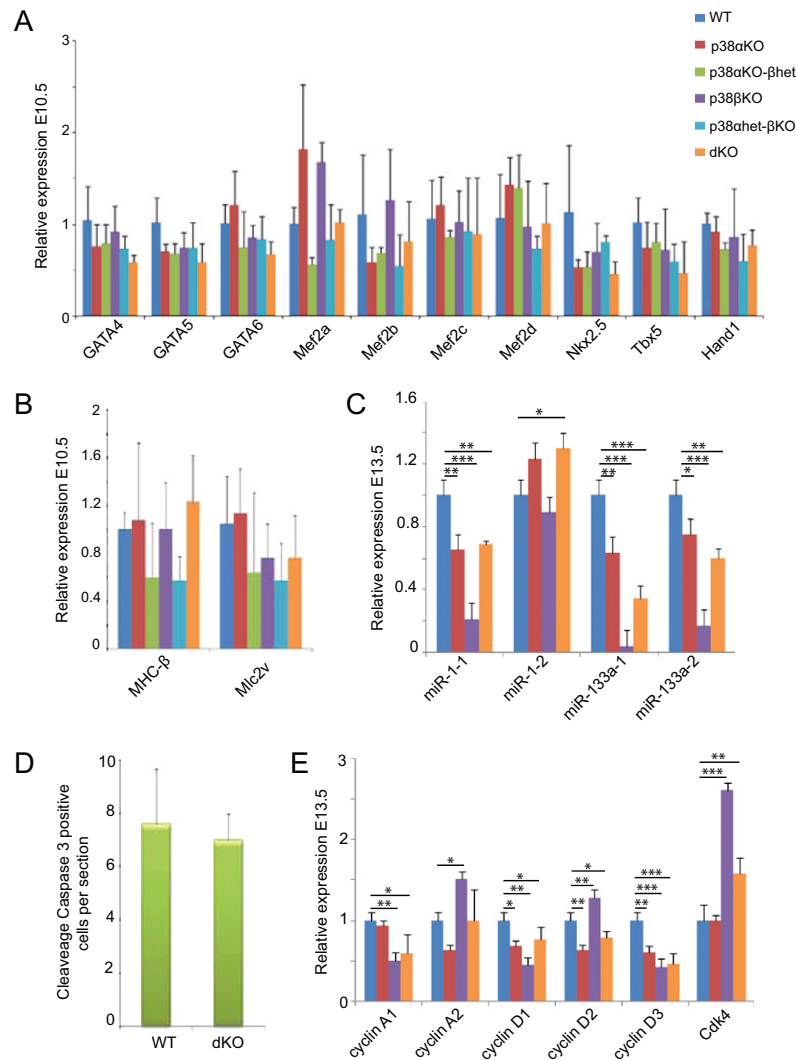 A
WT
p38αKO
p38αKO-βhet
p38βKO
p38αhet-βKO
dKO
Relative expression E10.5
3
2
1
0
GATA4
GATA5
GATA6
Mef2a
Mef2b
Mef2c
Mef2d
Nkx2.5
Tbx5
Hand1
B
Relative expression E10.5
2
1.6
1.2
0.8
0.4
0
MHC-β
Mlc2v
C
Relative expression E13.5
1.6
1.2
0.8
0.4
0
** 
*** 
**
*
***
***
**
**
***
*
miR-1-1
miR-1-2
miR-133a-1
miR-133a-2
D
Cleaveage Caspase 3 positive
cells per section
10
8
6
4
2
0
WT
dKO
E
Relative expression E13.5
3
2
1
0
*
**
*
*
**
*
*
**
**
***
***
**
**
***
cyclin A1
cyclin A2
cyclin D1
cyclin D2
cyclin D3
Cdk4